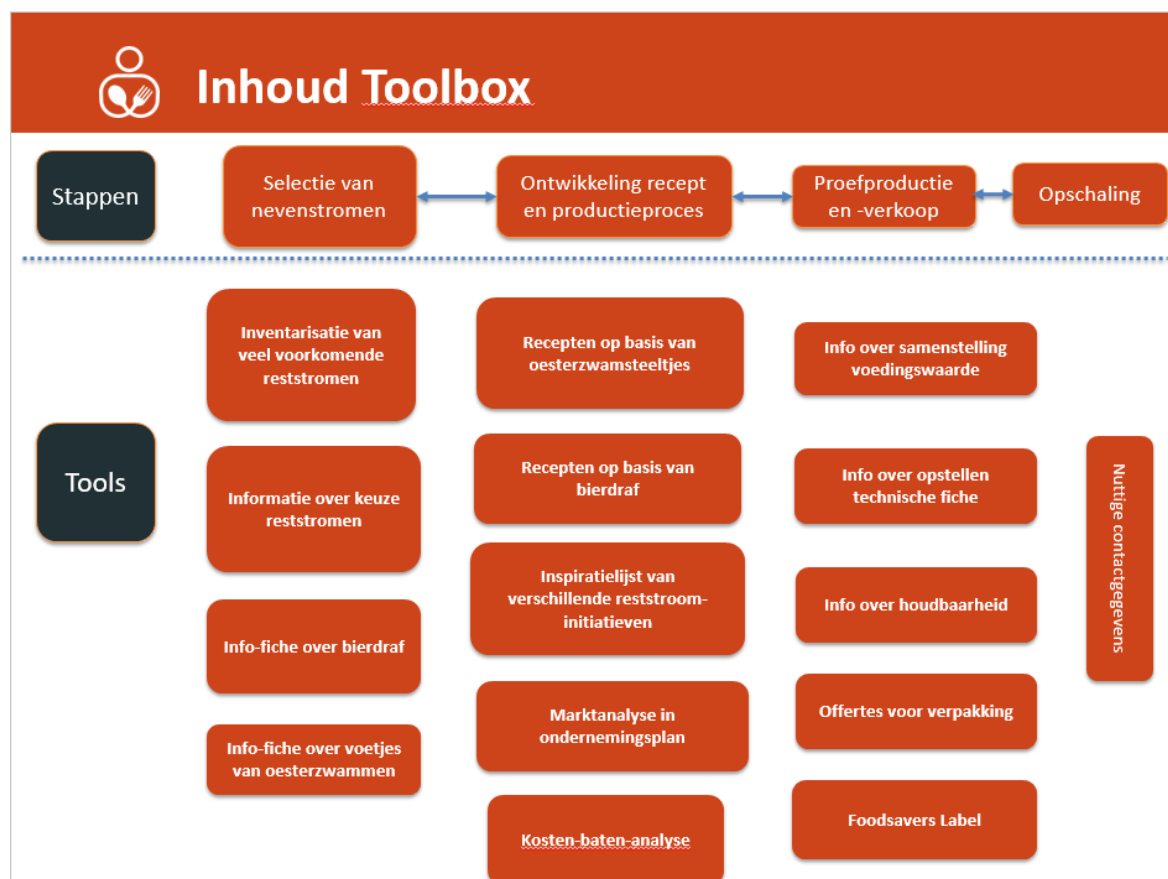 Inhoud Toolbox
Stappen
Selectie van
nevenstromen
Ontwikkeling recept
en productieproces
Proefproductie
en -verkoop
Opschaling
Tools
Inventarisatie van
veel voorkomende
reststromen
Informatie over keuze
reststromen
Info-fiche over bierdraf
Info-fiche over voetjes
van oesterzwammen
Recepten op basis van
oesterzwamsteeltjes
Recepten op basis van
bierdraf
Inspiratielijst van
verschillende reststroom-
initiatieven
Marktanalyse in
ondernemingsplan
Kosten-baten-analyse
Info over samenstelling
voedingswaarde
Info over opstellen
technische fiche
Info over houdbaarheid
Offertes voor verpakking
Foodsavers Label
Nuttige contactgegevens